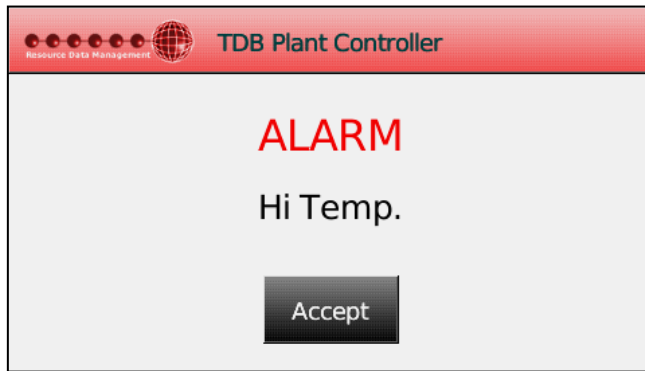 Resource Data Management
TDB Plant Controller
ALARM
Hi Temp.
Accept